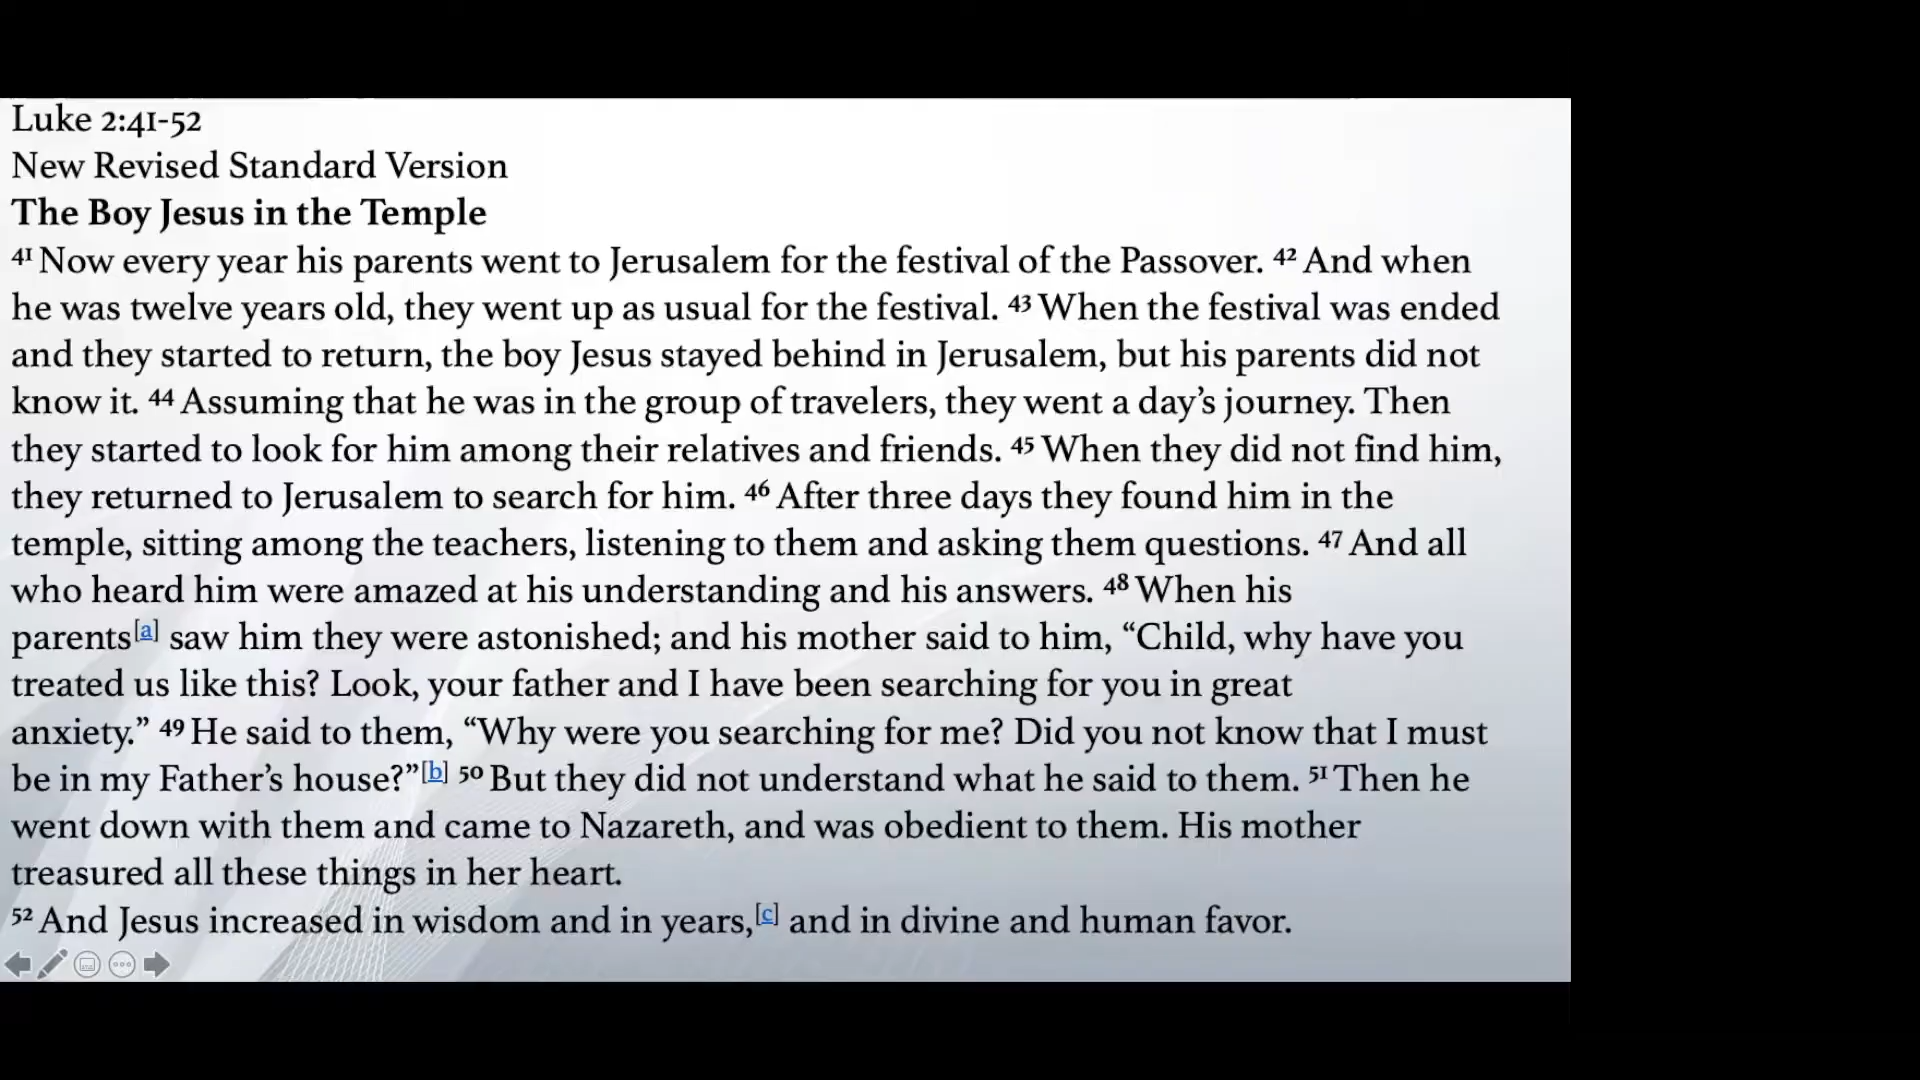 Luke 2:41-52
New Revised Standard Version
The Boy Jesus in the Temple
41 Now every year his parents went to Jerusalem for the festival of the Passover. 42 And when
he was twelve years old, they went up as usual for the festival. 43 When the festival was ended
and they started to return, the boy Jesus stayed behind in Jerusalem, but his parents did not
know it. 44 Assuming that he was in the group of travelers, they went a day’s journey. Then
they started to look for him among their relatives and friends. 45 When they did not find him,
they returned to Jerusalem to search for him. 46 After three days they found him in the
temple, sitting among the teachers, listening to them and asking them questions. 47 And all
who heard him were amazed at his understanding and his answers. 48 When his
parents[a] saw him they were astonished; and his mother said to him, “Child, why have you
treated us like this? Look, your father and I have been searching for you in great
anxiety.” 49 He said to them, “Why were you searching for me? Did you not know that I must
be in my Father’s house?”[b] 50 But they did not understand what he said to them. 51 Then he
went down with them and came to Nazareth, and was obedient to them. His mother
treasured all these things in her heart.
52 And Jesus increased in wisdom and in years,[c] and in divine and human favor.